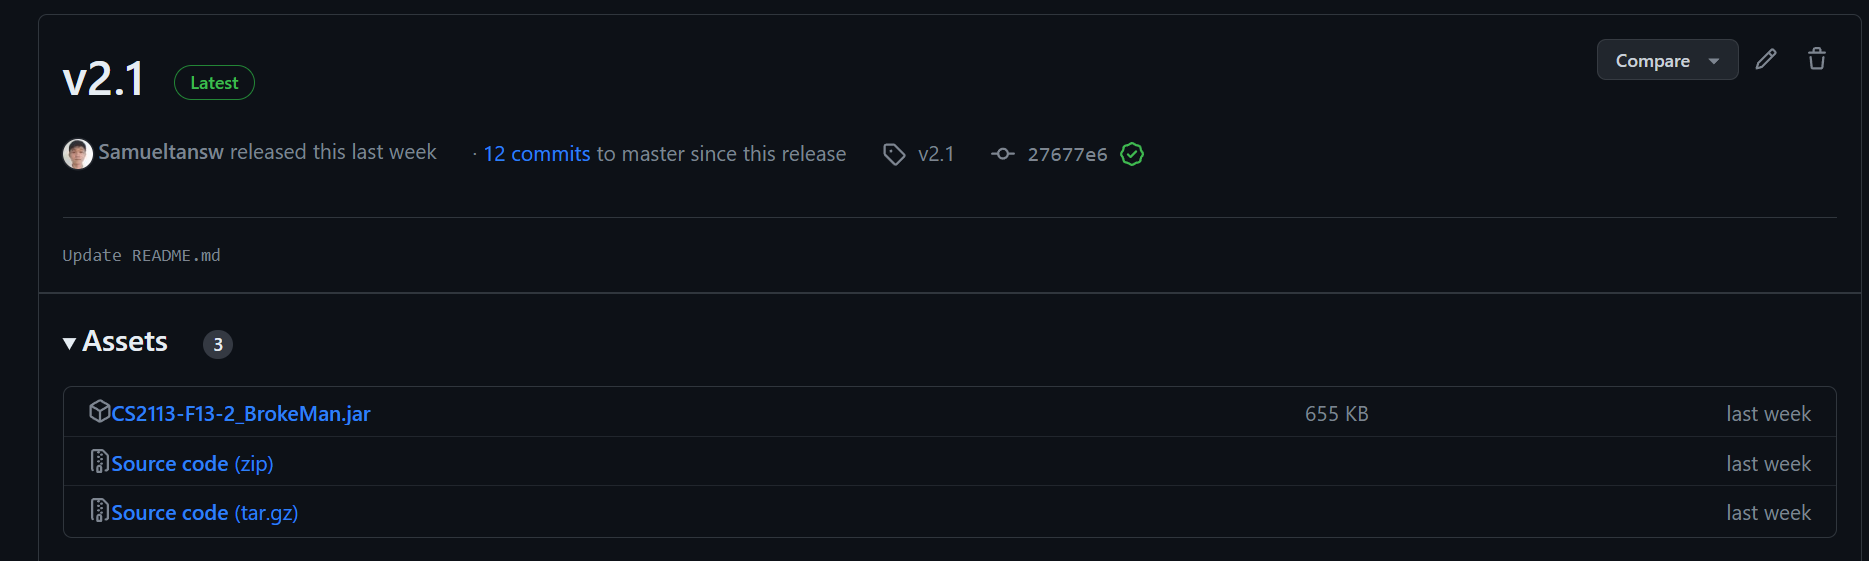 v2.1 Latest Compare
Samueltansw released this last week · 12 commits to master since this release v2.1 27677e6
Update README.md
Assets 3
CS2113-F13-2_BrokeMan.jar 655 KB last week
Source code (zip) last week
Source code (tar.gz) last week